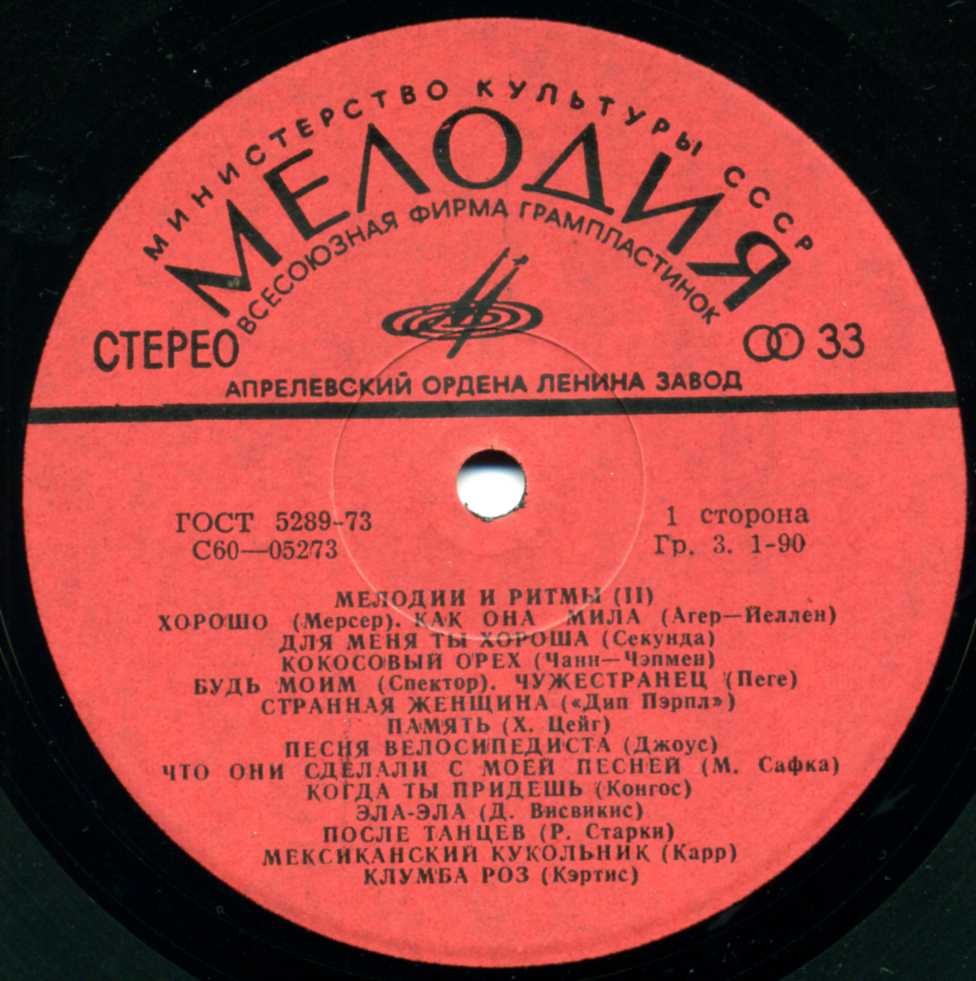 МИНИСТЕРСТВО КУЛЬТУРЫ СССР
МЕЛОДИЯ
ВСЕСОЮЗНАЯ ФИРМА ГРАМПЛАСТИНОК
СТЕРЕО
33
АПРЕЛЕВСКИЙ ОРДЕНА ЛЕНИНА ЗАВОД
ГОСТ 5289-73
С60—05273
1 сторона
Гр. 3. 1-90
МЕЛОДИИ И РИТМЫ (II)
ХОРОШО (Мерсер). КАК ОНА МИЛА (Агер—Йеллен)
ДЛЯ МЕНЯ ТЫ ХОРОША (Секунда)
КОКОСОВЫЙ ОРЕХ (Чанн—Чэпмен)
БУДЬ МОИМ (Спектор). ЧУЖЕСТРАНЕЦ (Пеге)
СТРАННАЯ ЖЕНЩИНА («Дип Пэрпл»)
ПАМЯТЬ (Х. Цейг)
ПЕСНЯ ВЕЛОСИПЕДИСТА (Джоус)
ЧТО ОНИ СДЕЛАЛИ С МОЕЙ ПЕСНЕЙ (М. Сафка)
КОГДА ТЫ ПРИДЕШЬ (Конгос)
ЭЛА-ЭЛА (Д. Висвикис)
ПОСЛЕ ТАНЦЕВ (Р. Старки)
МЕКСИКАНСКИЙ КУКОЛЬНИК (Карр)
КЛУМБА РОЗ (Кэртис)